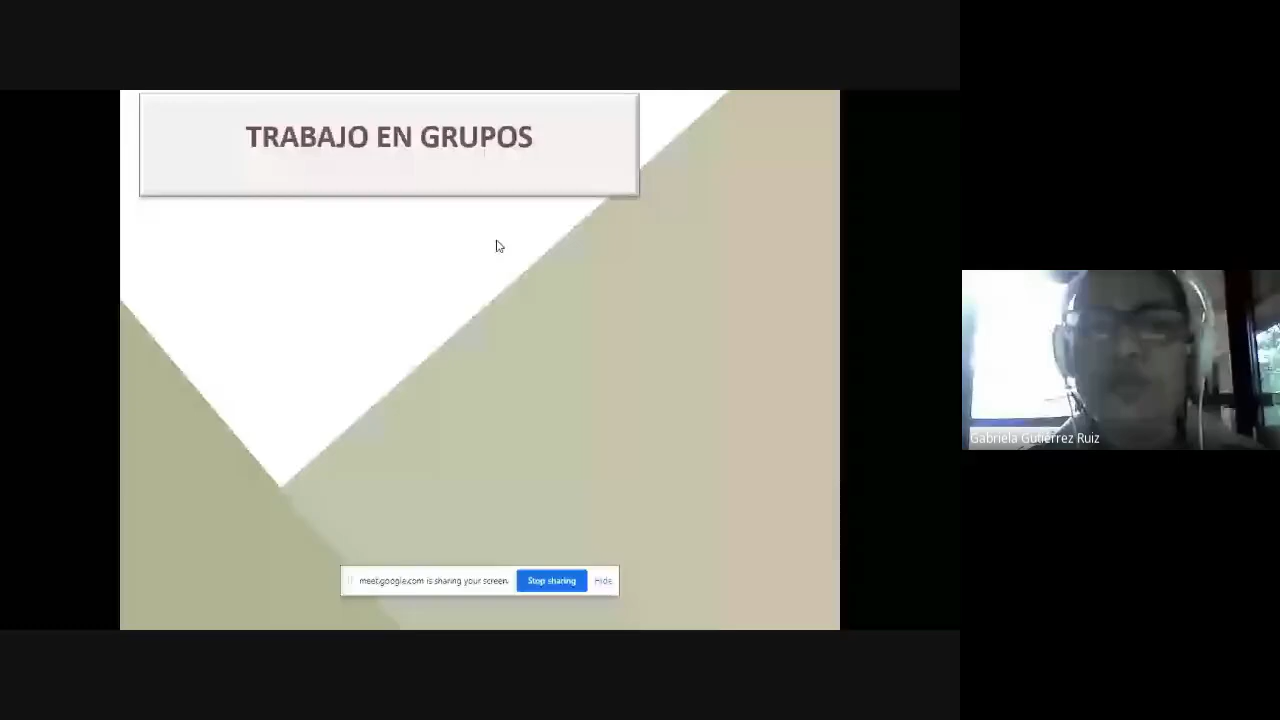 TRABAJO EN GRUPOS
meet.google.com is sharing your screen.
Stop sharing
Hide
Gabriela Gutiérrez Ruiz